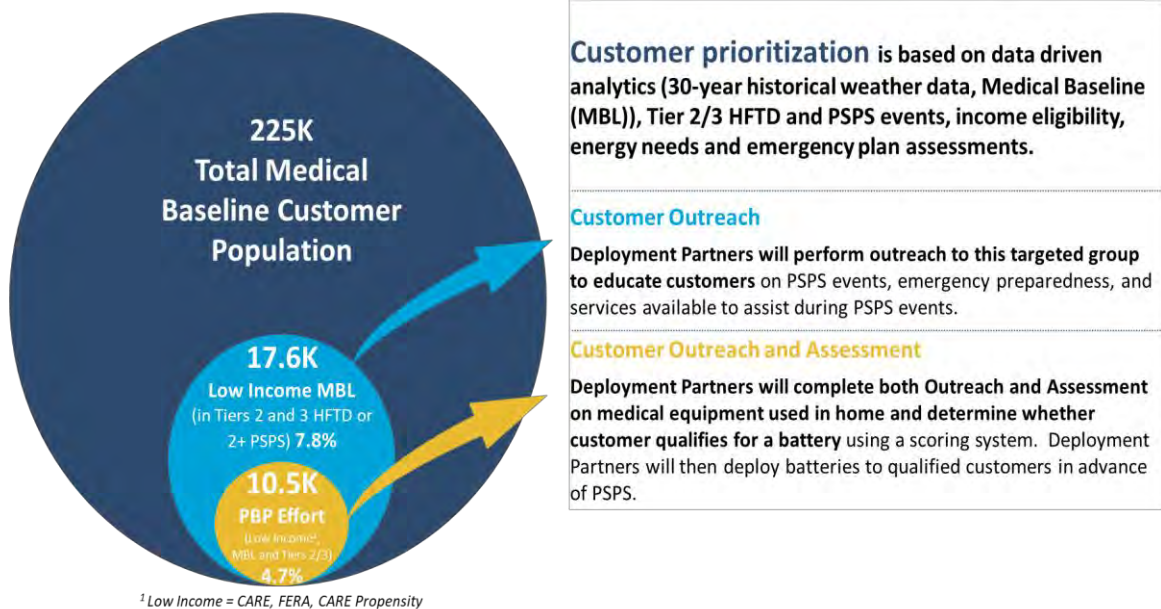 225K
Total Medical
Baseline Customer
Population
17.6K
Low Income MBL
(in Tiers 2 and 3 HFTD or
2+ PSPS) 7.8%
10.5K
PBP Effort
(Low Income¹,
MBL and Tiers 2/3)
4.7%
¹ Low Income = CARE, FERA, CARE Propensity
Customer prioritization is based on data driven
analytics (30-year historical weather data, Medical Baseline
(MBL)), Tier 2/3 HFTD and PSPS events, income eligibility,
energy needs and emergency plan assessments.
Customer Outreach
Deployment Partners will perform outreach to this targeted group
to educate customers on PSPS events, emergency preparedness, and
services available to assist during PSPS events.
Customer Outreach and Assessment
Deployment Partners will complete both Outreach and Assessment
on medical equipment used in home and determine whether
customer qualifies for a battery using a scoring system. Deployment
Partners will then deploy batteries to qualified customers in advance
of PSPS.